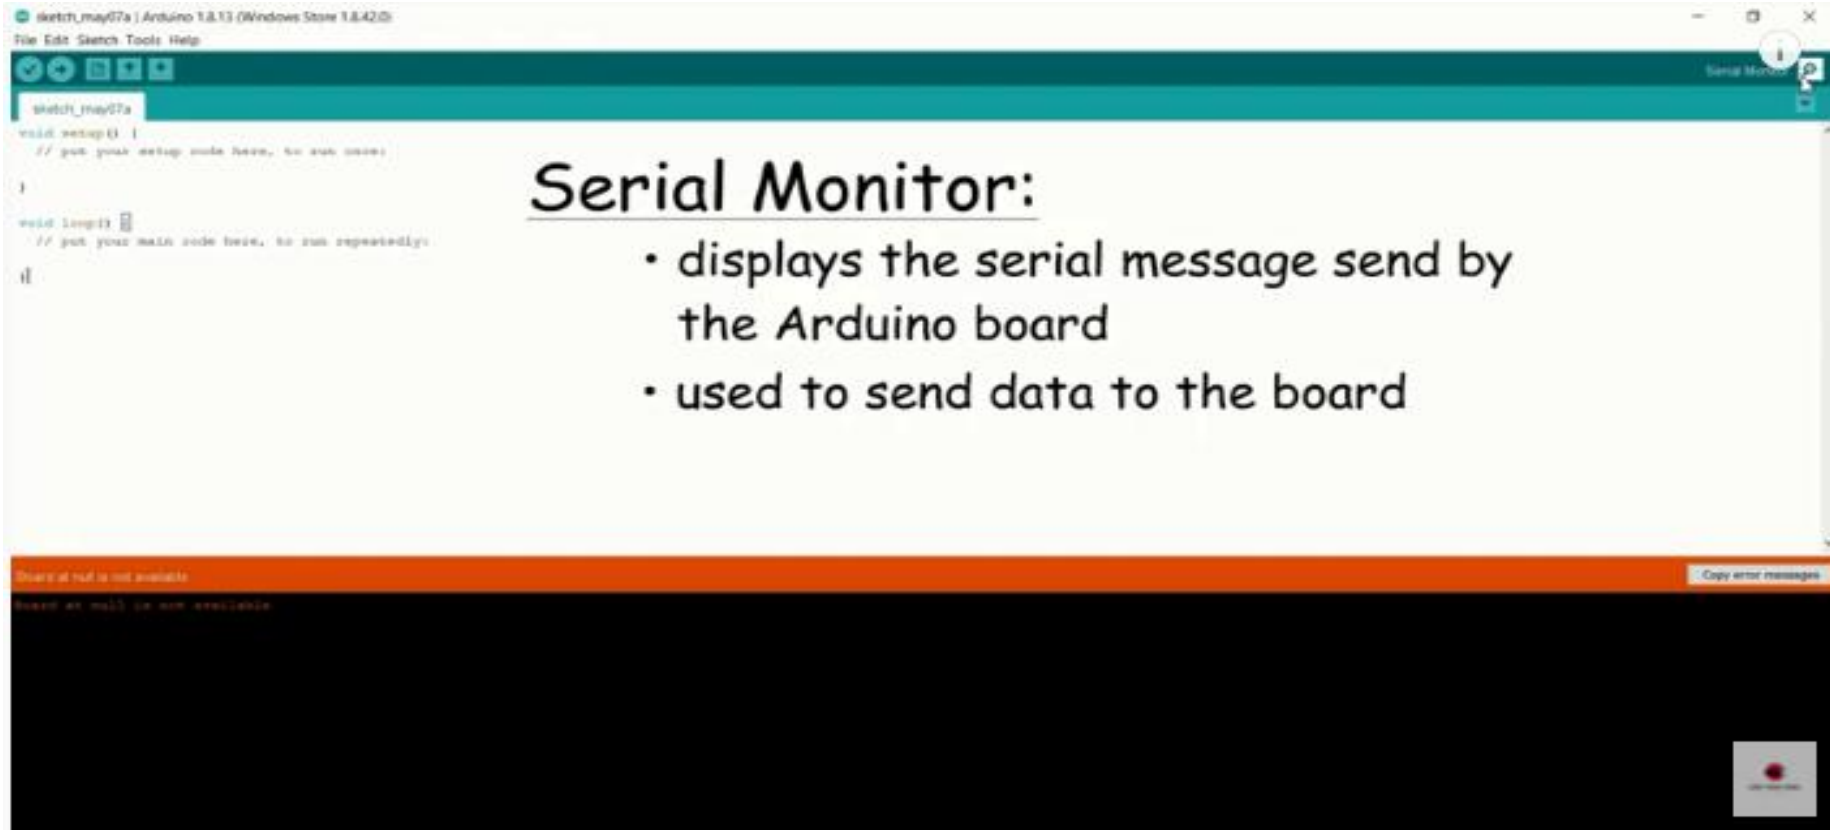 sketch_may07a | Arduino 1.8.13 (Windows Store 1.8.42.0)
File Edit Sketch Tools Help
Serial Monitor
sketch_may07a
void setup() {
// put your setup code here, to run once:
}
void loop() {
// put your main code here, to run repeatedly:
}
Serial Monitor:
• displays the serial message send by
the Arduino board
• used to send data to the board
Board at null is not available
Copy error messages
Board at null is not available